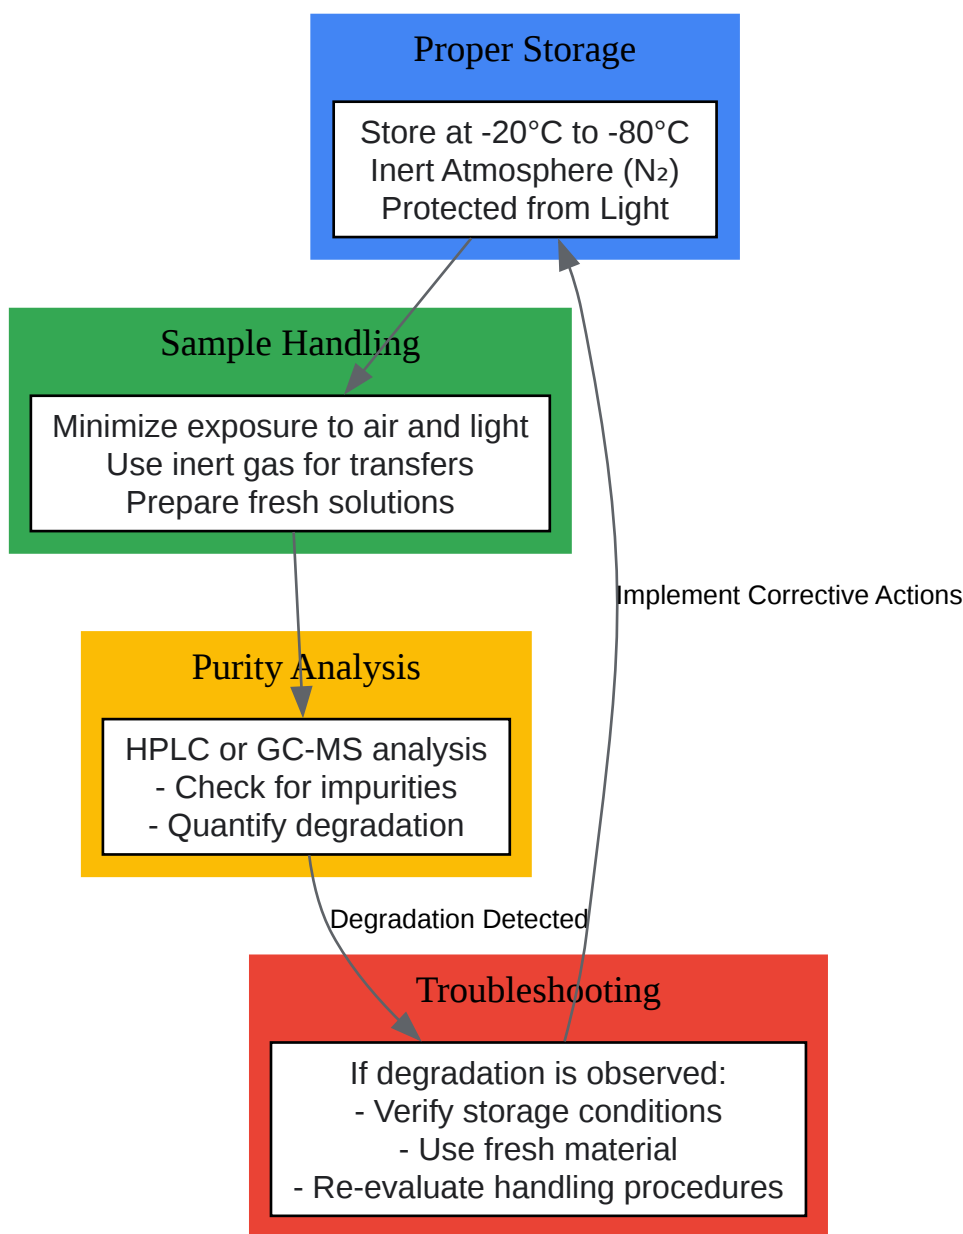 Proper Storage
Store at -20°C to -80°C
Inert Atmosphere (N₂)
Protected from Light
Sample Handling
Minimize exposure to air and light
Use inert gas for transfers
Prepare fresh solutions
Implement Corrective Actions
Purity Analysis
HPLC or GC-MS analysis
- Check for impurities
- Quantify degradation
Degradation Detected
Troubleshooting
If degradation is observed:
- Verify storage conditions
- Use fresh material
- Re-evaluate handling procedures